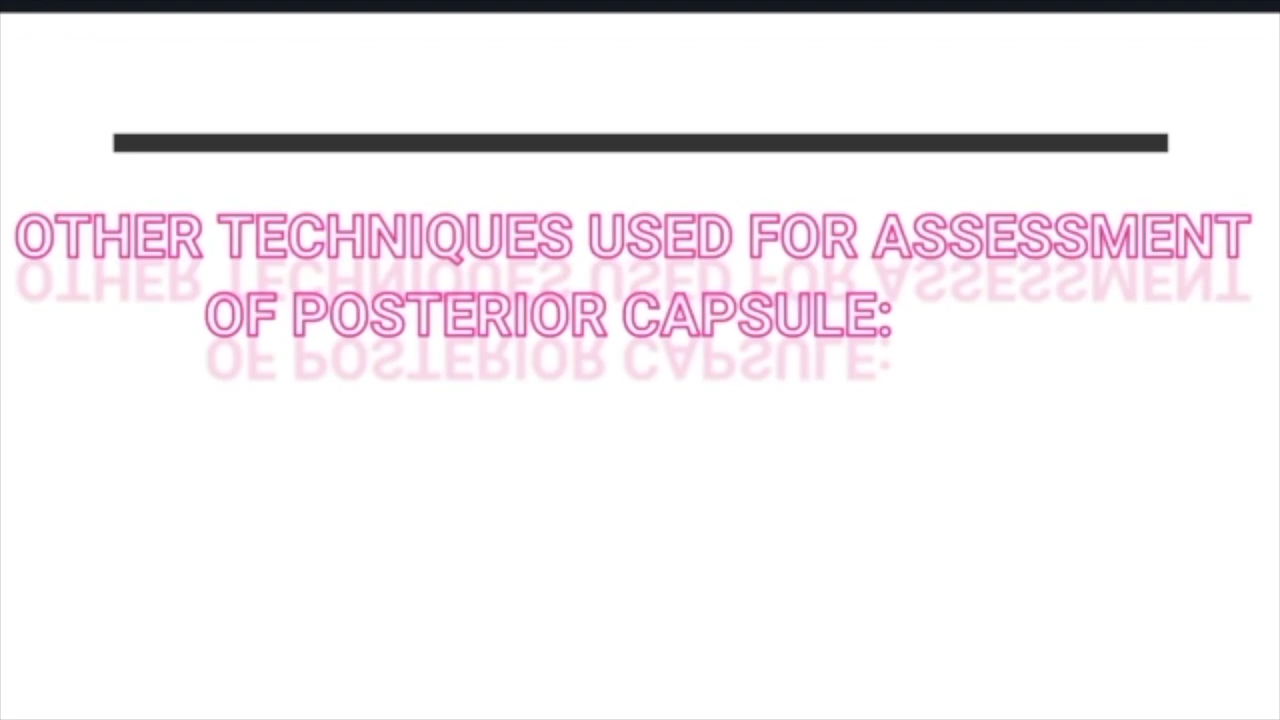 OTHER TECHNIQUES USED FOR ASSESSMENT
OF POSTERIOR CAPSULE: